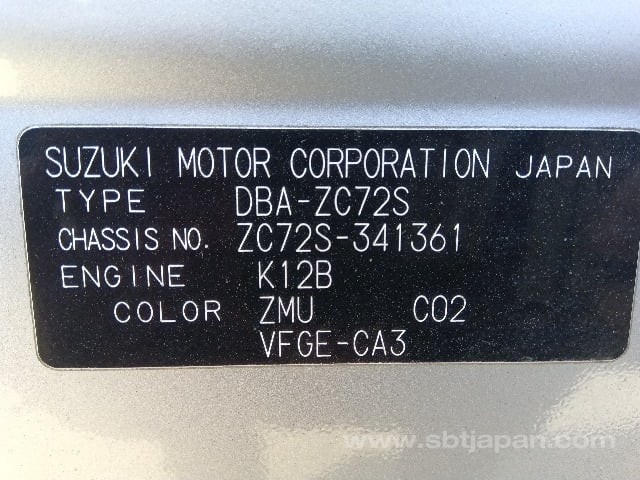 SUZUKI MOTOR CORPORATION JAPAN
TYPE DBA-ZC72S
CHASSIS NO. ZC72S-341361
ENGINE K12B
COLOR ZMU C02
VFGE-CA3
www.sbtjapan.com